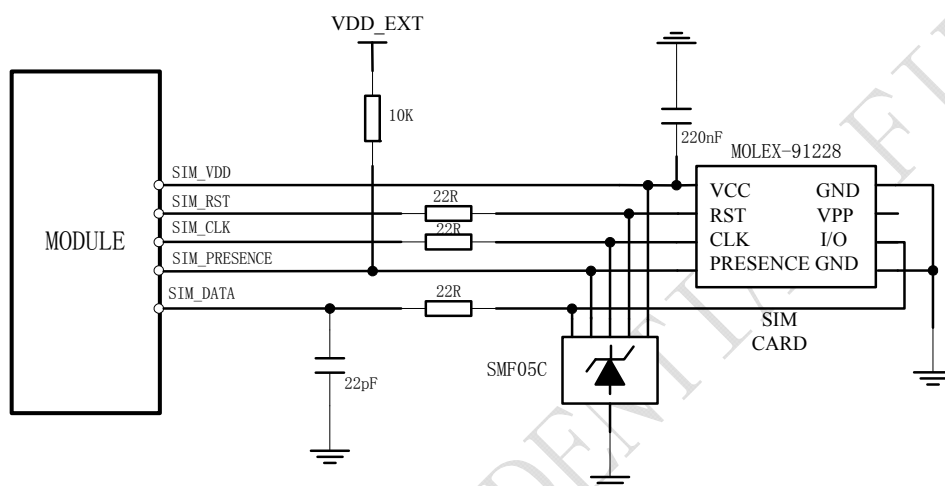 VDD_EXT
10K
220nF
MOLEX-91228
SIM_VDD
SIM_RST
SIM_CLK
SIM_PRESENCE
SIM_DATA
MODULE
22R
22R
22R
VCC GND
RST VPP
CLK I/O
PRESENCE GND
SIM
CARD
SMF05C
22pF